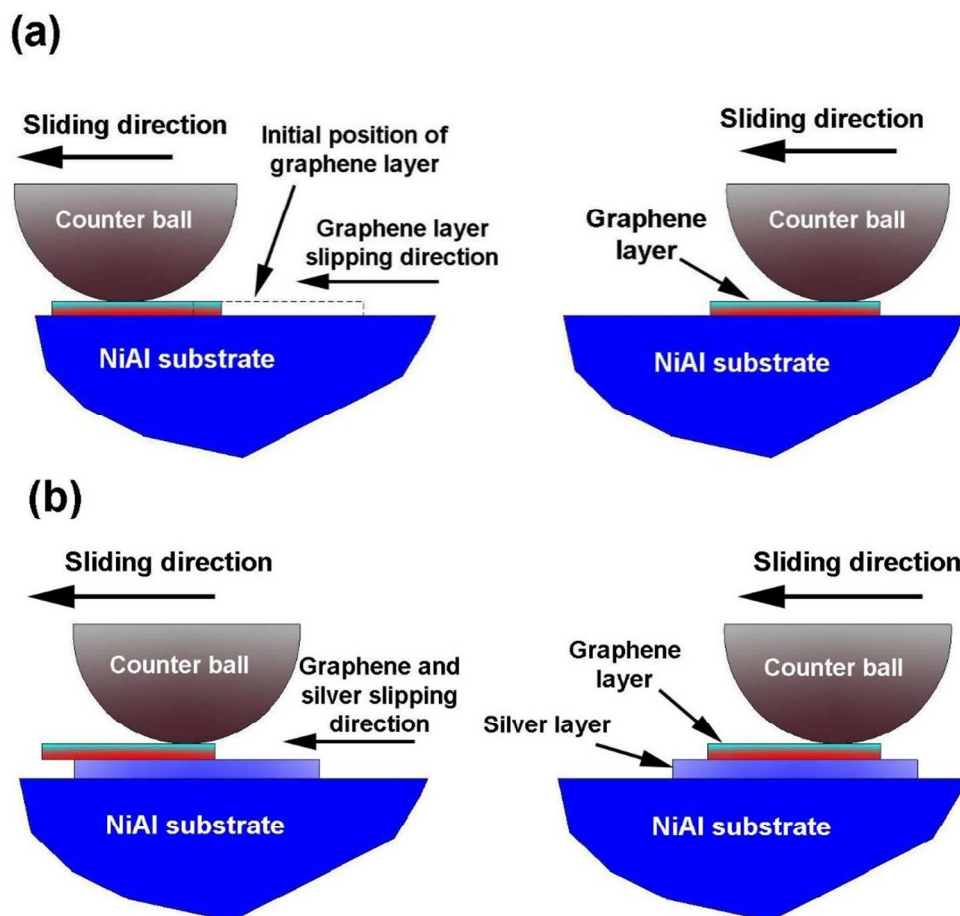 (a)
Sliding direction
Initial position of
graphene layer
Counter ball
Graphene layer
slipping direction
NiAl substrate
Sliding direction
Graphene
layer
Counter ball
NiAl substrate
(b)
Sliding direction
Counter ball
Graphene and
silver slipping
direction
NiAl substrate
Sliding direction
Graphene
layer
Counter ball
Silver layer
NiAl substrate